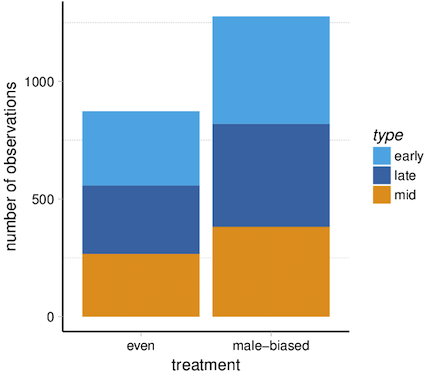 number of observations
1000
500
0
even
male–biased
treatment
type
early
late
mid